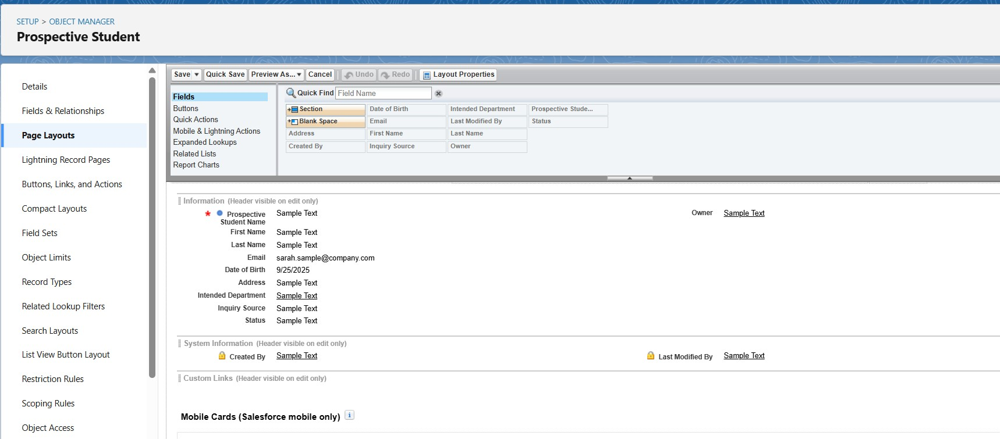 SETUP > OBJECT MANAGER
Prospective Student
Details
Fields & Relationships
Page Layouts
Lightning Record Pages
Buttons, Links, and Actions
Compact Layouts
Field Sets
Object Limits
Record Types
Related Lookup Filters
Search Layouts
List View Button Layout
Restriction Rules
Scoping Rules
Object Access
Save Quick Save Preview As... Cancel Undo Redo Layout Properties
Fields
Buttons
Quick Actions
Mobile & Lightning Actions
Expanded Lookups
Related Lists
Report Charts
Quick Find Field Name
Section Date of Birth Intended Department Prospective Stude...
Blank Space Email Last Modified By Status
Address First Name Last Name
Created By Inquiry Source Owner
Information (Header visible on edit only)
* Prospective Student Name Sample Text Owner Sample Text
First Name Sample Text
Last Name Sample Text
Email sarah.sample@company.com
Date of Birth 9/25/2025
Address Sample Text
Intended Department Sample Text
Inquiry Source Sample Text
Status Sample Text
System Information (Header visible on edit only)
Created By Sample Text Last Modified By Sample Text
Custom Links (Header visible on edit only)
Mobile Cards (Salesforce mobile only) i